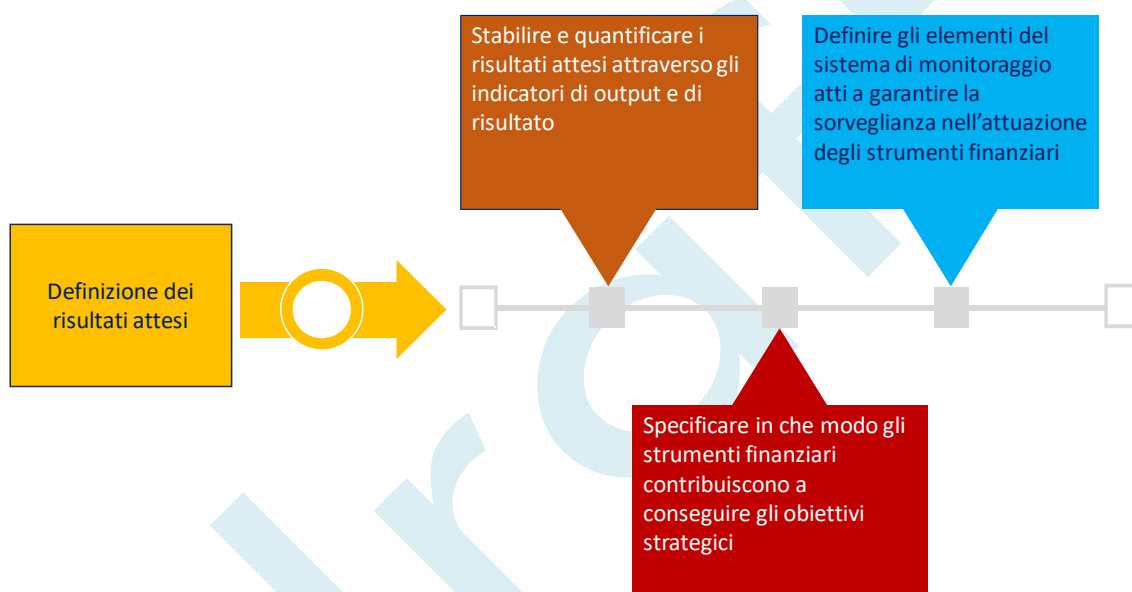 Stabilire e quantificare i
risultati attesi attraverso gli
indicatori di output e di
risultato
Definire gli elementi del
sistema di monitoraggio
atti a garantire la
sorveglianza nell'attuazione
degli strumenti finanziari
Definizione dei
risultati attesi
Specificare in che modo gli
strumenti finanziari
contribuiscono a
conseguire gli obiettivi
strategici